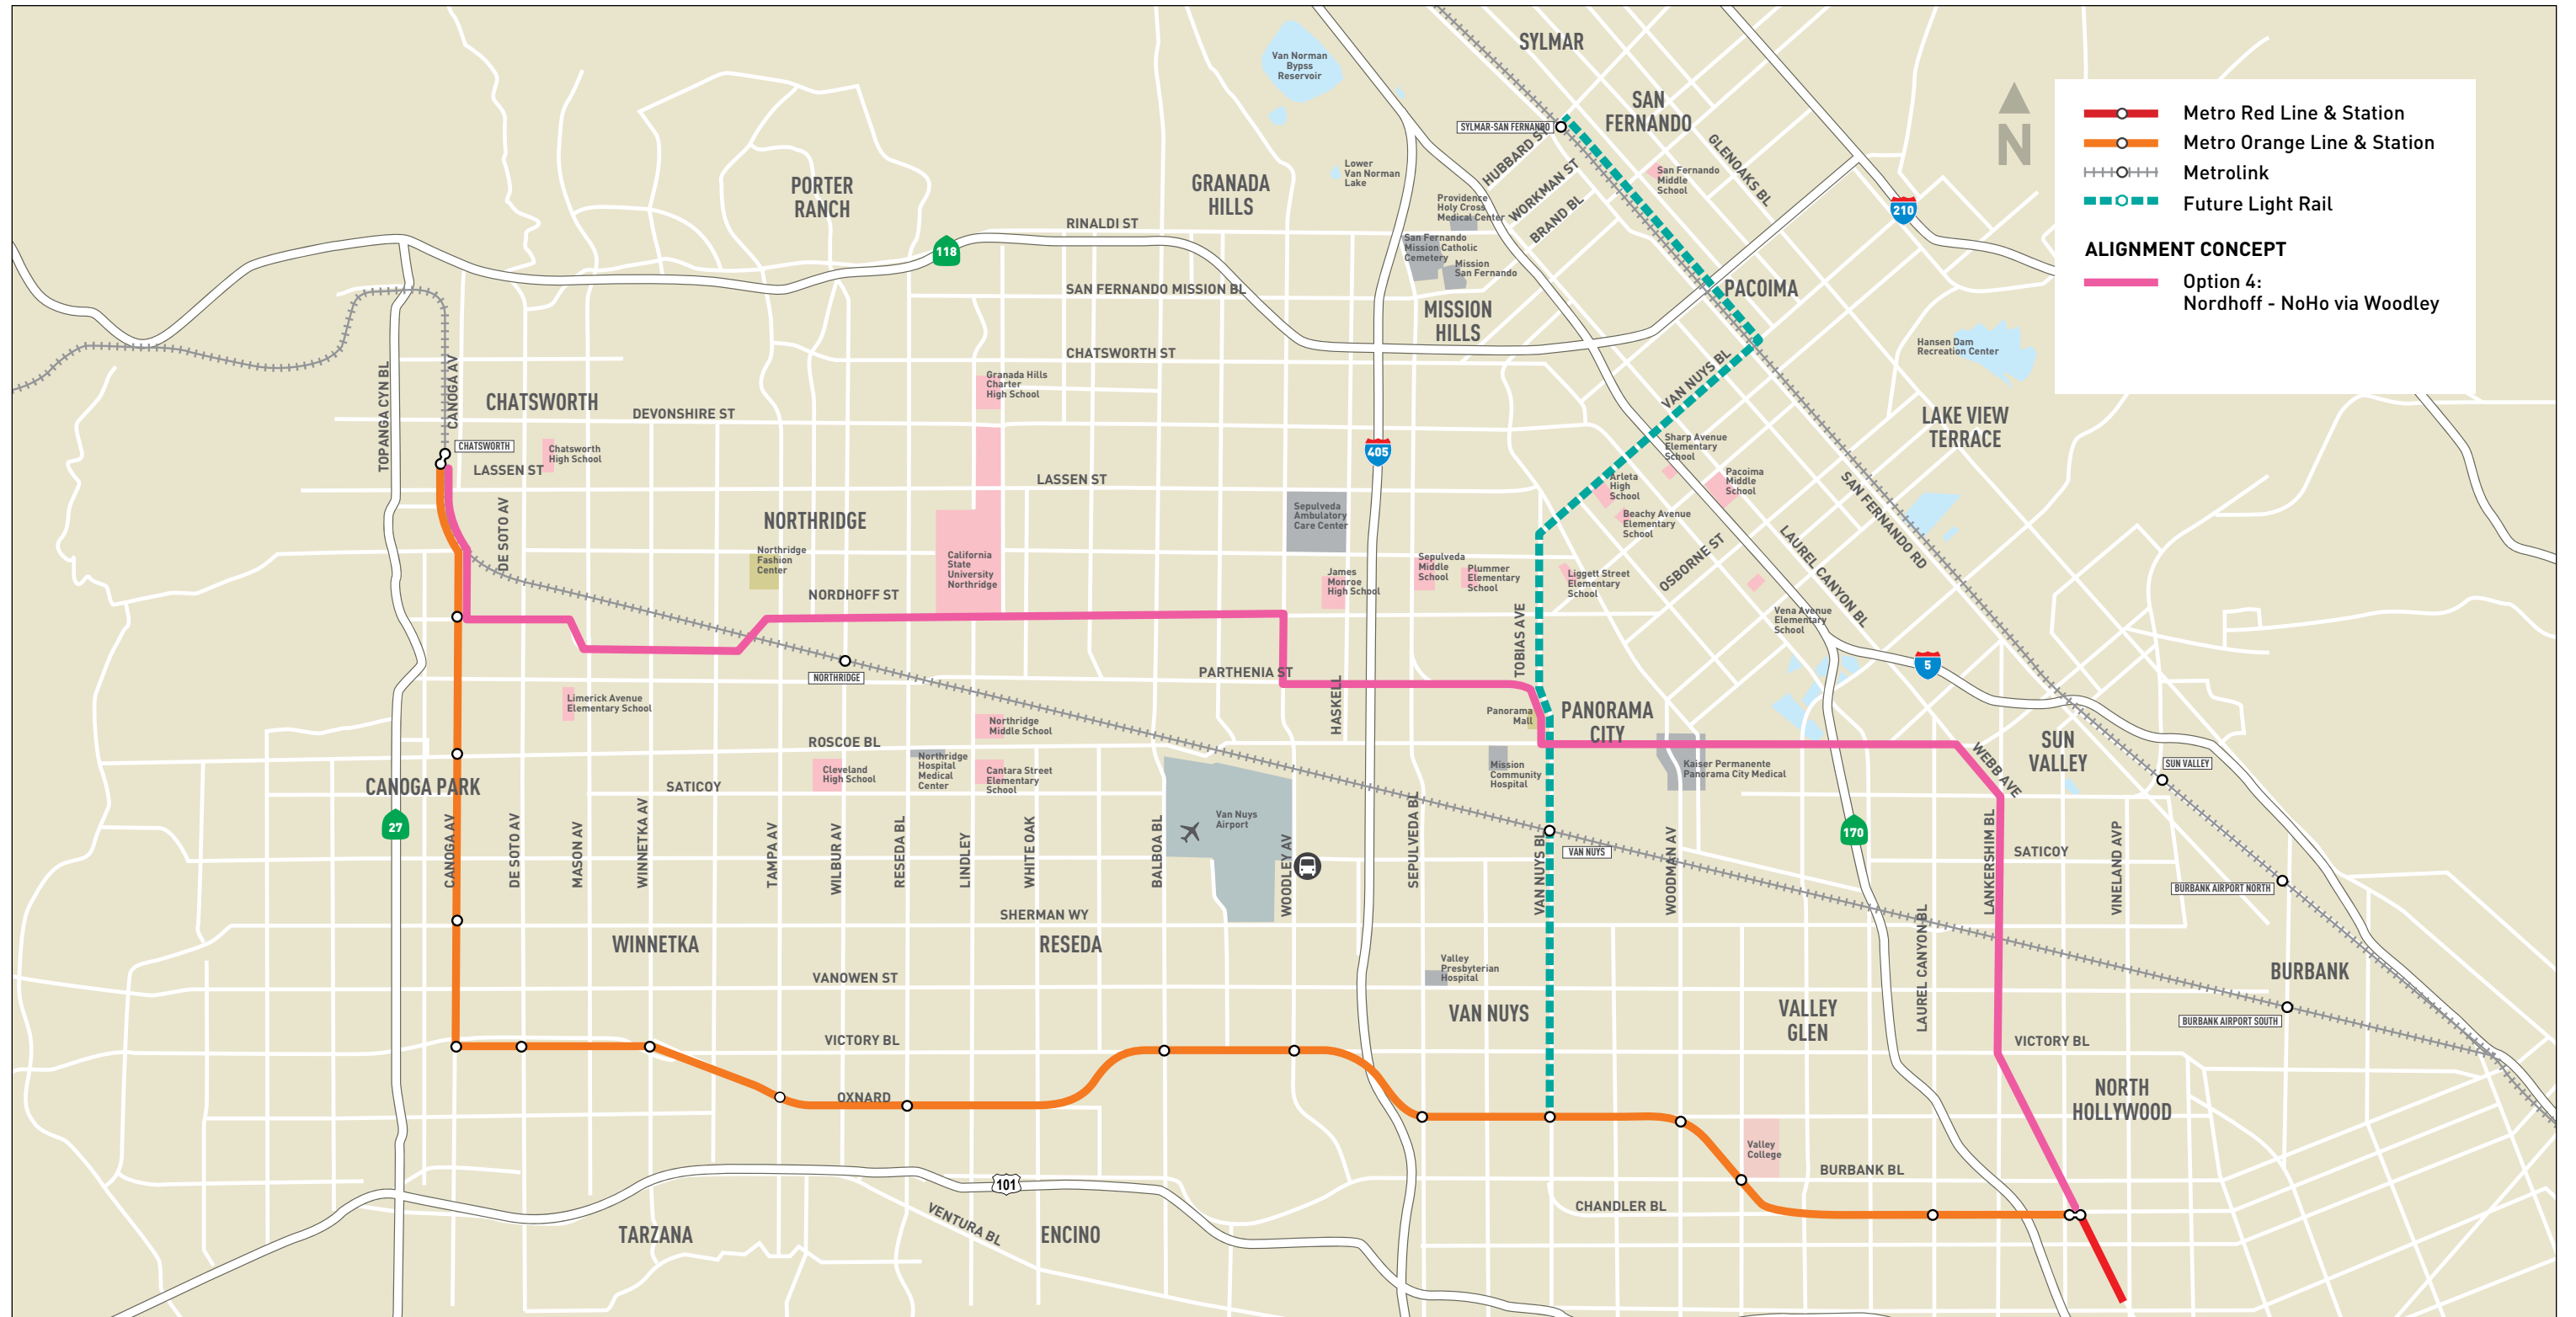 SYLMAR
Van Norman
Bypss
Reservoir
SAN
FERNANDO
SYLMAR-SAN FERNANDO
HUBBARD ST
WORKMAN ST
BRAND BL
GLENOAKS BL
San Fernando
Middle
School
210
N
Metro Red Line & Station
Metro Orange Line & Station
Metrolink
Future Light Rail
ALIGNMENT CONCEPT
Option 4:
Nordhoff - NoHo via Woodley
PORTER
RANCH
GRANADA
HILLS
Lower
Van Norman
Lake
Providence
Holy Cross
Medical Center
San Fernando
Mission Catholic
Cemetery
Mission
San Fernando
RINALDI ST
118
SAN FERNANDO MISSION BL
MISSION
HILLS
PACOIMA
Hansen Dam
Recreation Center
LAKE VIEW
TERRACE
CHATSWORTH ST
VAN NUYS BL
TOPANGA CYN BL
CANOGA AV
CHATSWORTH
DEVONSHIRE ST
Granada Hills
Charter
High School
CHATSWORTH
Chatsworth
High School
LASSEN ST
LASSEN ST
405
Sharp Avenue
Elementary
School
Arleta
High
School
Pacoima
Middle
School
Beachy Avenue
Elementary
School
SAN FERNANDO RD
LAUREL CANYON BL
OSBORNE ST
DE SOTO AV
NORTHRIDGE
Northridge
Fashion
Center
California
State
University
Northridge
Sepulveda
Ambulatory
Care Center
James
Monroe
High School
Sepulveda
Middle
School
Plummer
Elementary
School
Liggett Street
Elementary
School
Vena Avenue
Elementary
School
NORDHOFF ST
TOBIAS AVE
5
NORTHRIDGE
PARTHENIA ST
HASKELL
Limerick Avenue
Elementary School
Northridge
Middle School
Panorama
Mall
PANORAMA
CITY
WEBB AVE
SUN
VALLEY
SUN VALLEY
ROSCOE BL
Cleveland
High School
Northridge
Hospital
Medical
Center
Cantara Street
Elementary
School
Mission
Community
Hospital
Kaiser Permanente
Panorama City Medical
CANOGA PARK
SATICOY
27
CANOGA AV
DE SOTO AV
MASON AV
WINNETKA AV
TAMPA AV
WILBUR AV
RESEDA BL
LINDLEY
WHITE OAK
BALBOA BL
Van Nuys
Airport
WOODLEY AV
SEPULVEDA BL
VAN NUYS BL
VAN NUYS
WOODMAN AV
170
LAUREL CANYON BL
LANKERSHIM BL
SATICOY
VINELAND AVP
BURBANK AIRPORT NORTH
SHERMAN WY
WINNETKA
RESEDA
VANOWEN ST
Valley
Presbyterian
Hospital
VAN NUYS
VALLEY
GLEN
BURBANK
BURBANK AIRPORT SOUTH
VICTORY BL
VICTORY BL
OXNARD
NORTH
HOLLYWOOD
Valley
College
BURBANK BL
CHANDLER BL
101
VENTURA BL
TARZANA
ENCINO